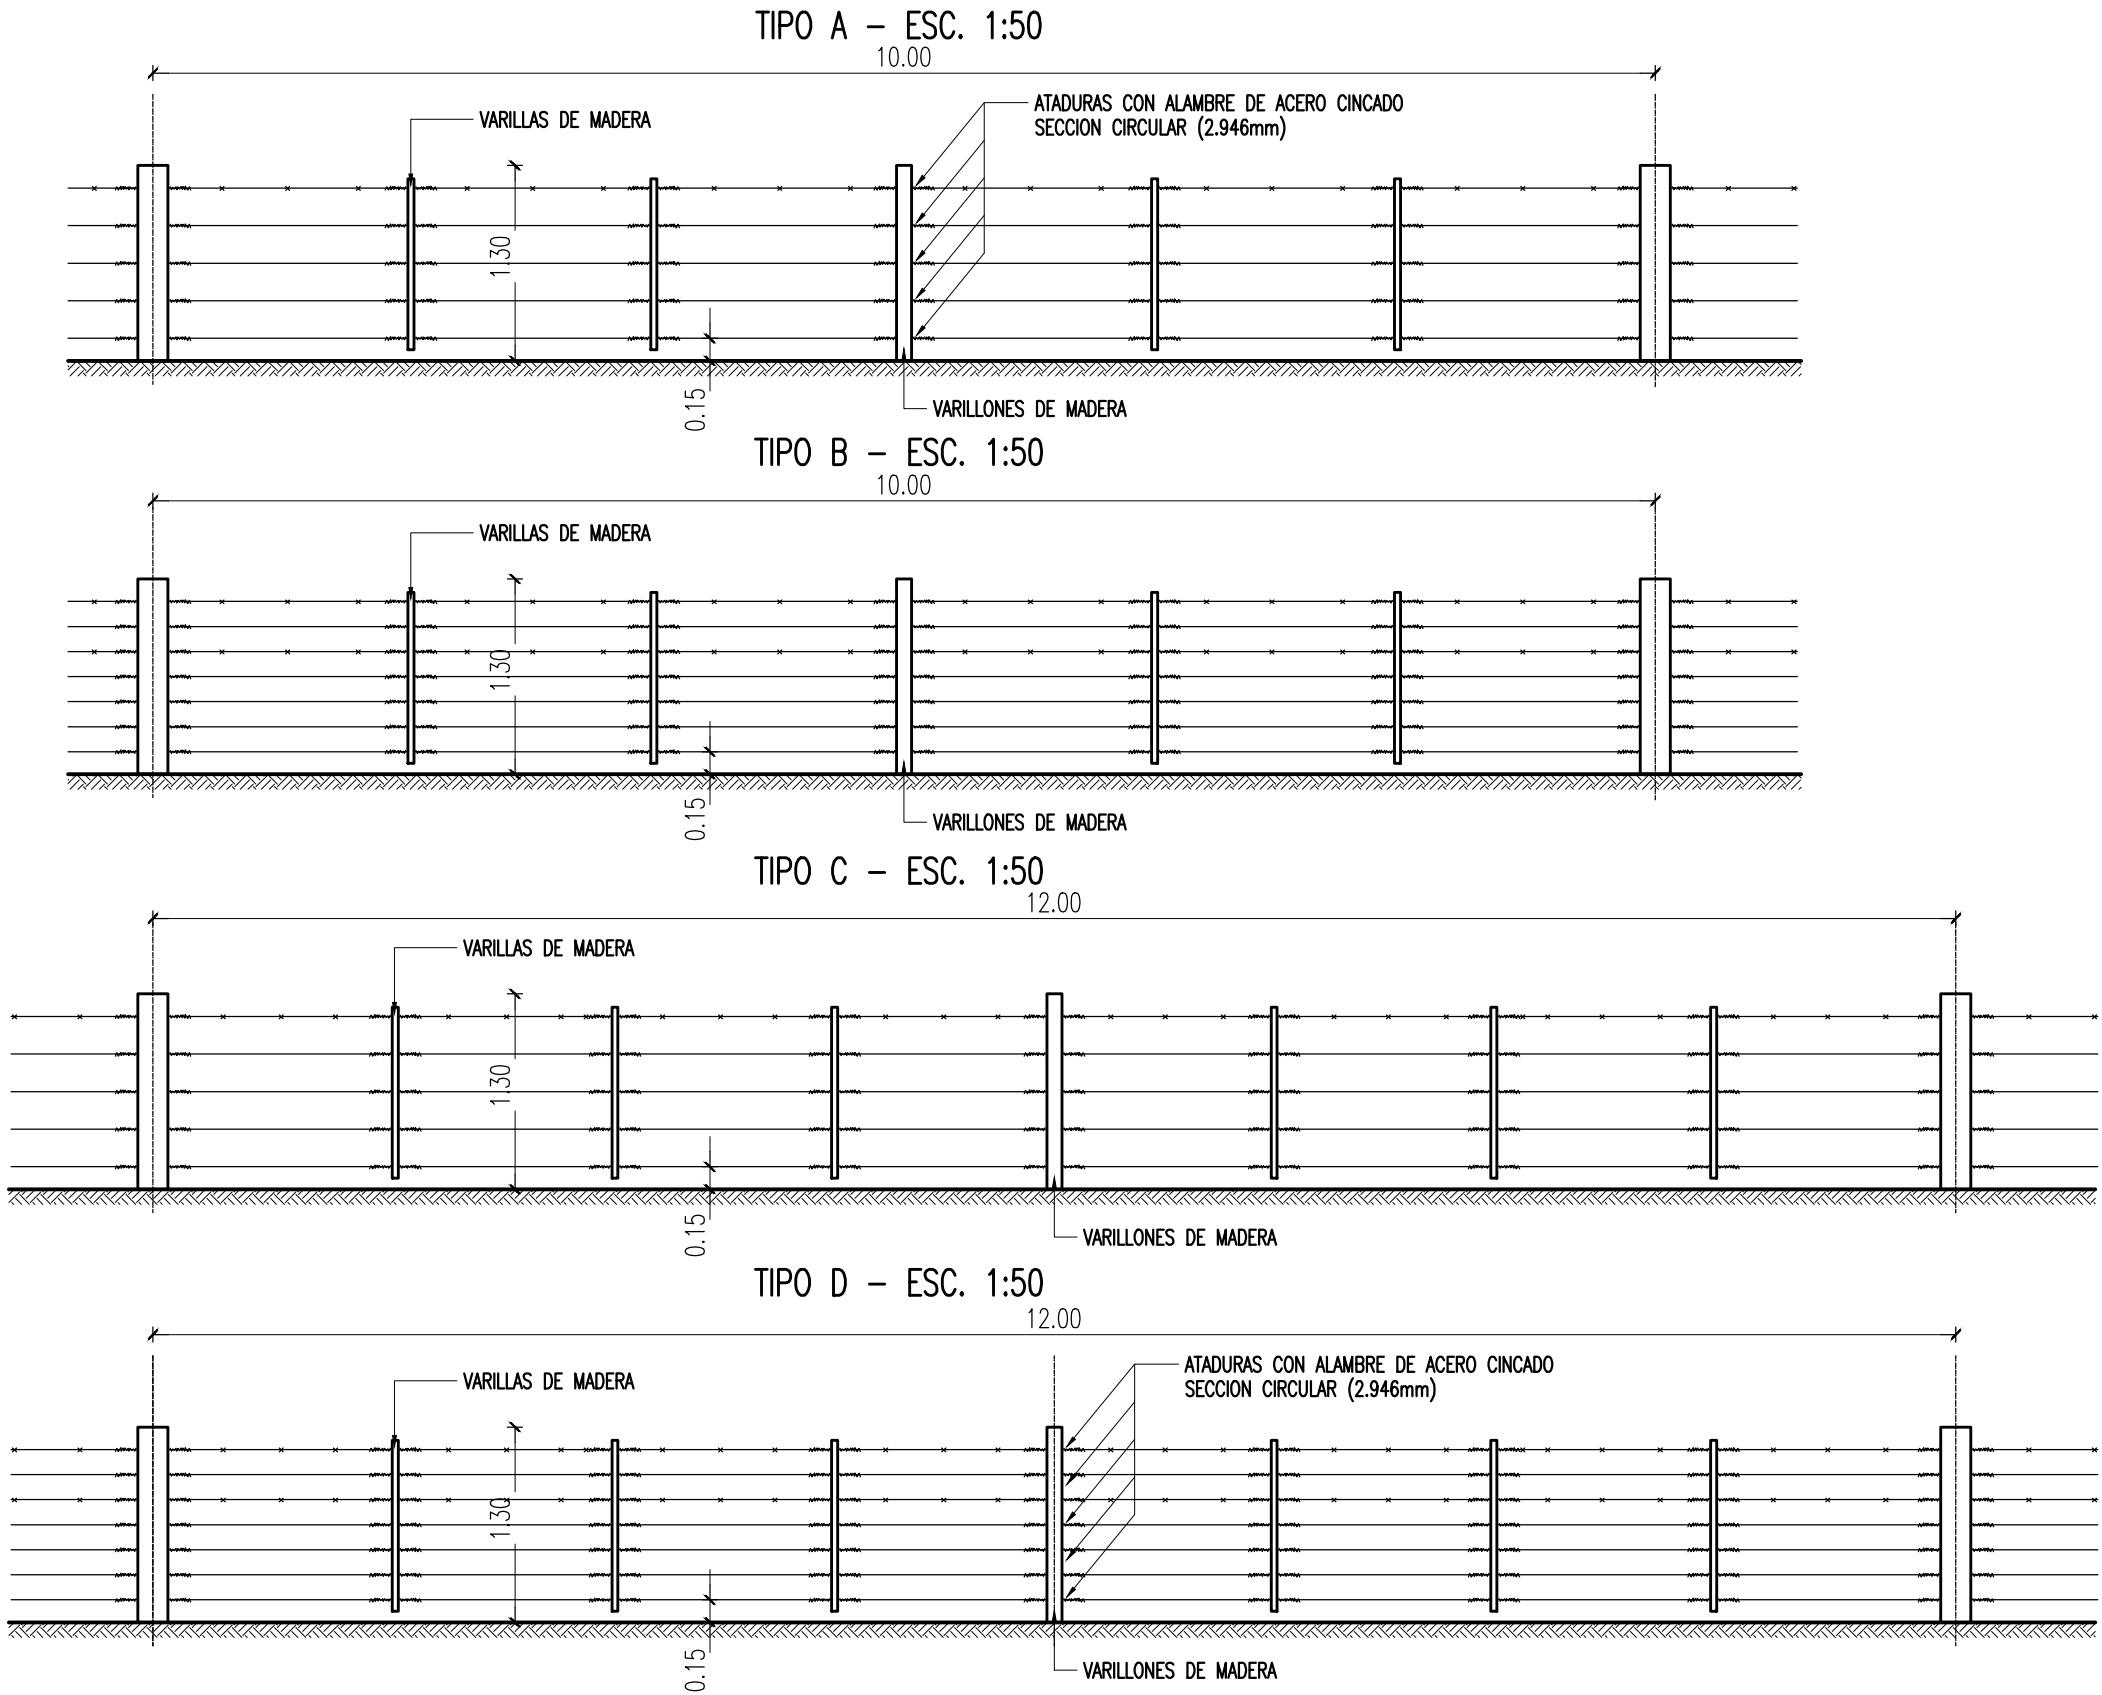 TIPO A - ESC. 1:50
10.00
VARILLAS DE MADERA
ATADURAS CON ALAMBRE DE ACERO CINCADO
SECCION CIRCULAR (2.946mm)
1.30
0.15
VARILLONES DE MADERA
TIPO B - ESC. 1:50
10.00
VARILLAS DE MADERA
1.30
0.15
VARILLONES DE MADERA
TIPO C - ESC. 1:50
12.00
VARILLAS DE MADERA
1.30
0.15
VARILLONES DE MADERA
TIPO D - ESC. 1:50
12.00
VARILLAS DE MADERA
ATADURAS CON ALAMBRE DE ACERO CINCADO
SECCION CIRCULAR (2.946mm)
1.30
0.15
VARILLONES DE MADERA